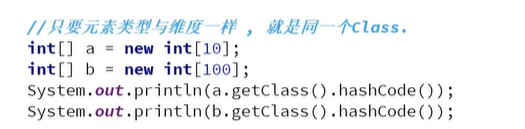 //只要元素类型与维度一样 ，就是同一个Class.
int[] a = new int[10];
int[] b = new int[100];
System.out.println(a.getClass().hashCode());
System.out.println(b.getClass().hashCode());